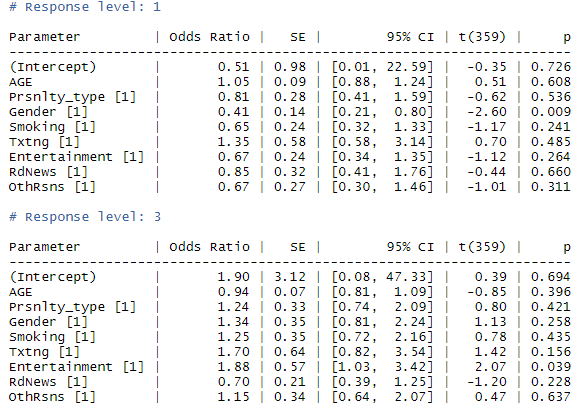 # Response level: 1
Parameter | Odds Ratio | SE | 95% CI | t(359) | p
--------------------------------------------------------------------------
(Intercept) | 0.51 | 0.98 | [0.01, 22.59] | -0.35 | 0.726
AGE | 1.05 | 0.09 | [0.88, 1.24] | 0.51 | 0.608
Prsnlty_type [1] | 0.81 | 0.28 | [0.41, 1.59] | -0.62 | 0.536
Gender [1] | 0.41 | 0.14 | [0.21, 0.80] | -2.60 | 0.009
Smoking [1] | 0.65 | 0.24 | [0.32, 1.33] | -1.17 | 0.241
Txtng [1] | 1.35 | 0.58 | [0.58, 3.14] | 0.70 | 0.485
Entertainment [1] | 0.67 | 0.24 | [0.34, 1.35] | -1.12 | 0.264
RdNews [1] | 0.85 | 0.32 | [0.41, 1.76] | -0.44 | 0.660
OthRsns [1] | 0.67 | 0.27 | [0.30, 1.46] | -1.01 | 0.311
# Response level: 3
Parameter | Odds Ratio | SE | 95% CI | t(359) | p
--------------------------------------------------------------------------
(Intercept) | 1.90 | 3.12 | [0.08, 47.33] | 0.39 | 0.694
AGE | 0.94 | 0.07 | [0.81, 1.09] | -0.85 | 0.396
Prsnlty_type [1] | 1.24 | 0.33 | [0.74, 2.09] | 0.80 | 0.421
Gender [1] | 1.34 | 0.35 | [0.81, 2.24] | 1.13 | 0.258
Smoking [1] | 1.25 | 0.35 | [0.72, 2.16] | 0.78 | 0.435
Txtng [1] | 1.70 | 0.64 | [0.82, 3.54] | 1.42 | 0.156
Entertainment [1] | 1.88 | 0.57 | [1.03, 3.42] | 2.07 | 0.039
RdNews [1] | 0.70 | 0.21 | [0.39, 1.25] | -1.20 | 0.228
OthRsns [1] | 1.15 | 0.34 | [0.64, 2.07] | 0.47 | 0.637